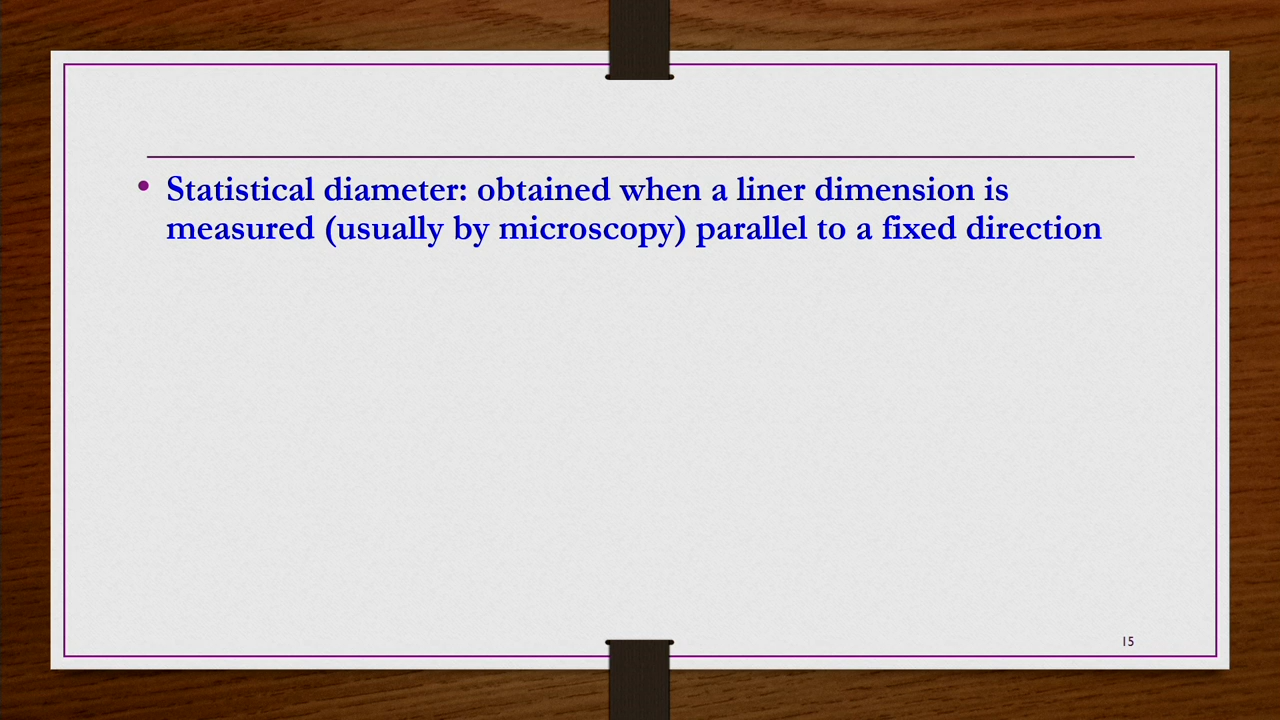 • Statistical diameter: obtained when a liner dimension is
measured (usually by microscopy) parallel to a fixed direction
15